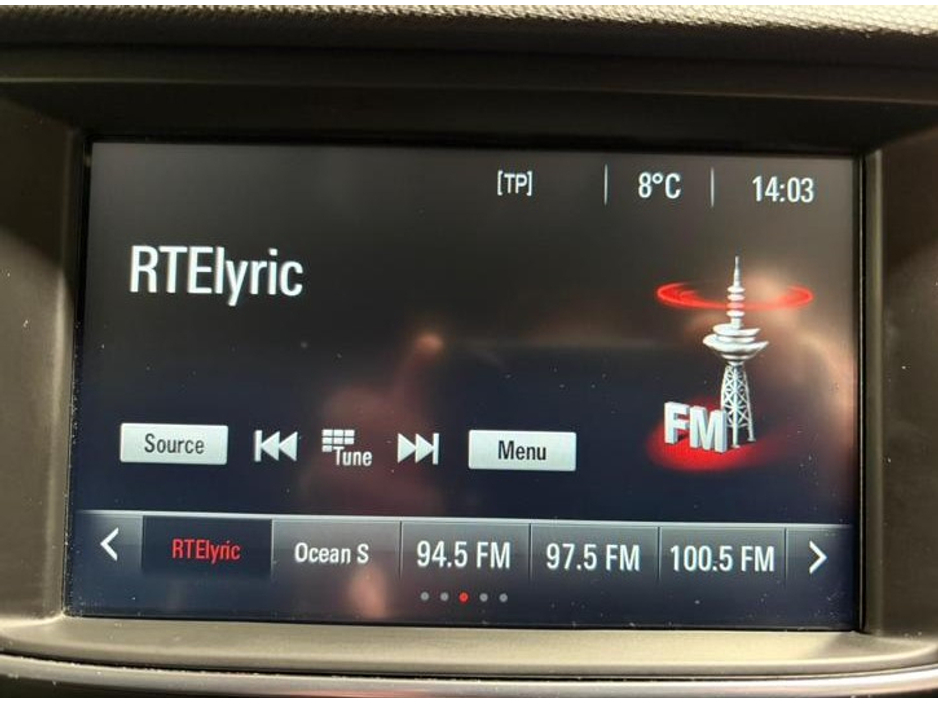 [TP] 8°C 14:03
RTElyric
FM
Source Tune Menu
RTElyric Ocean S 94.5 FM 97.5 FM 100.5 FM